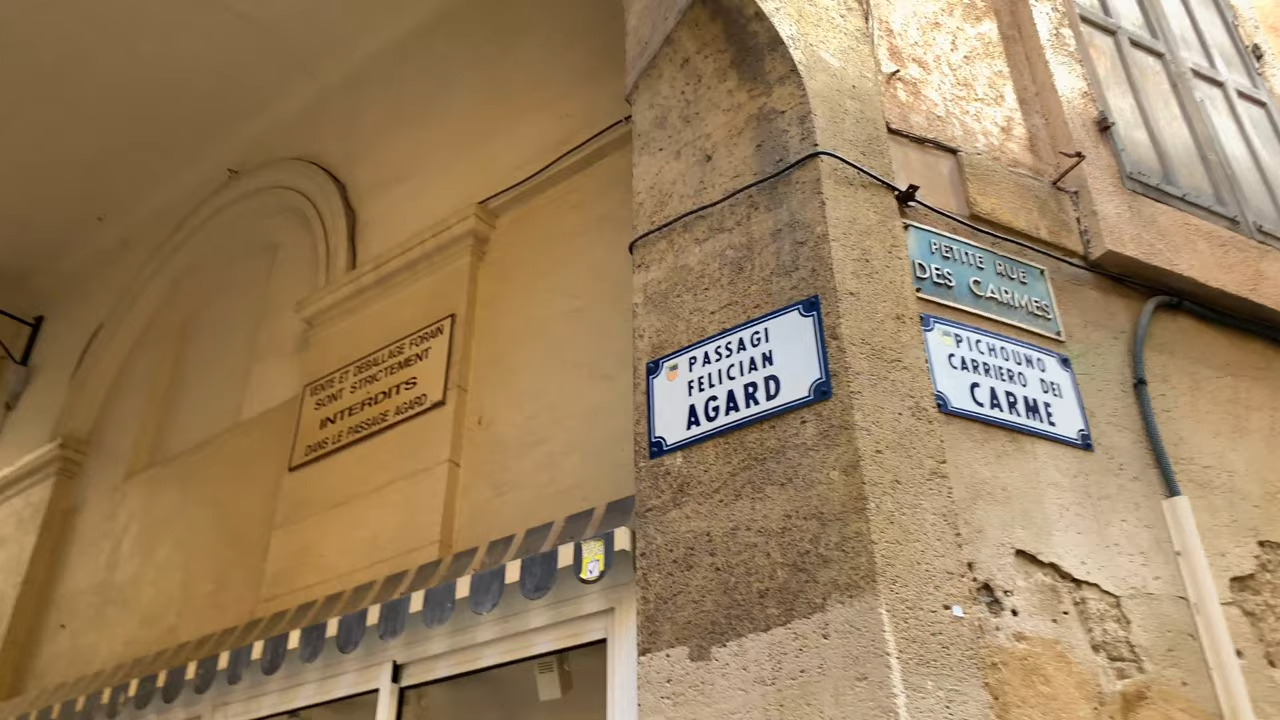 VENTE ET DÉBALLAGE FORAIN
SONT STRICTEMENT
INTERDITS
DANS LE PASSAGE AGARD
PASSAGI
FELICIAN
AGARD
PETITE RUE
DES CARMES
PICHOUNO
CARRIERO DEI
CARME